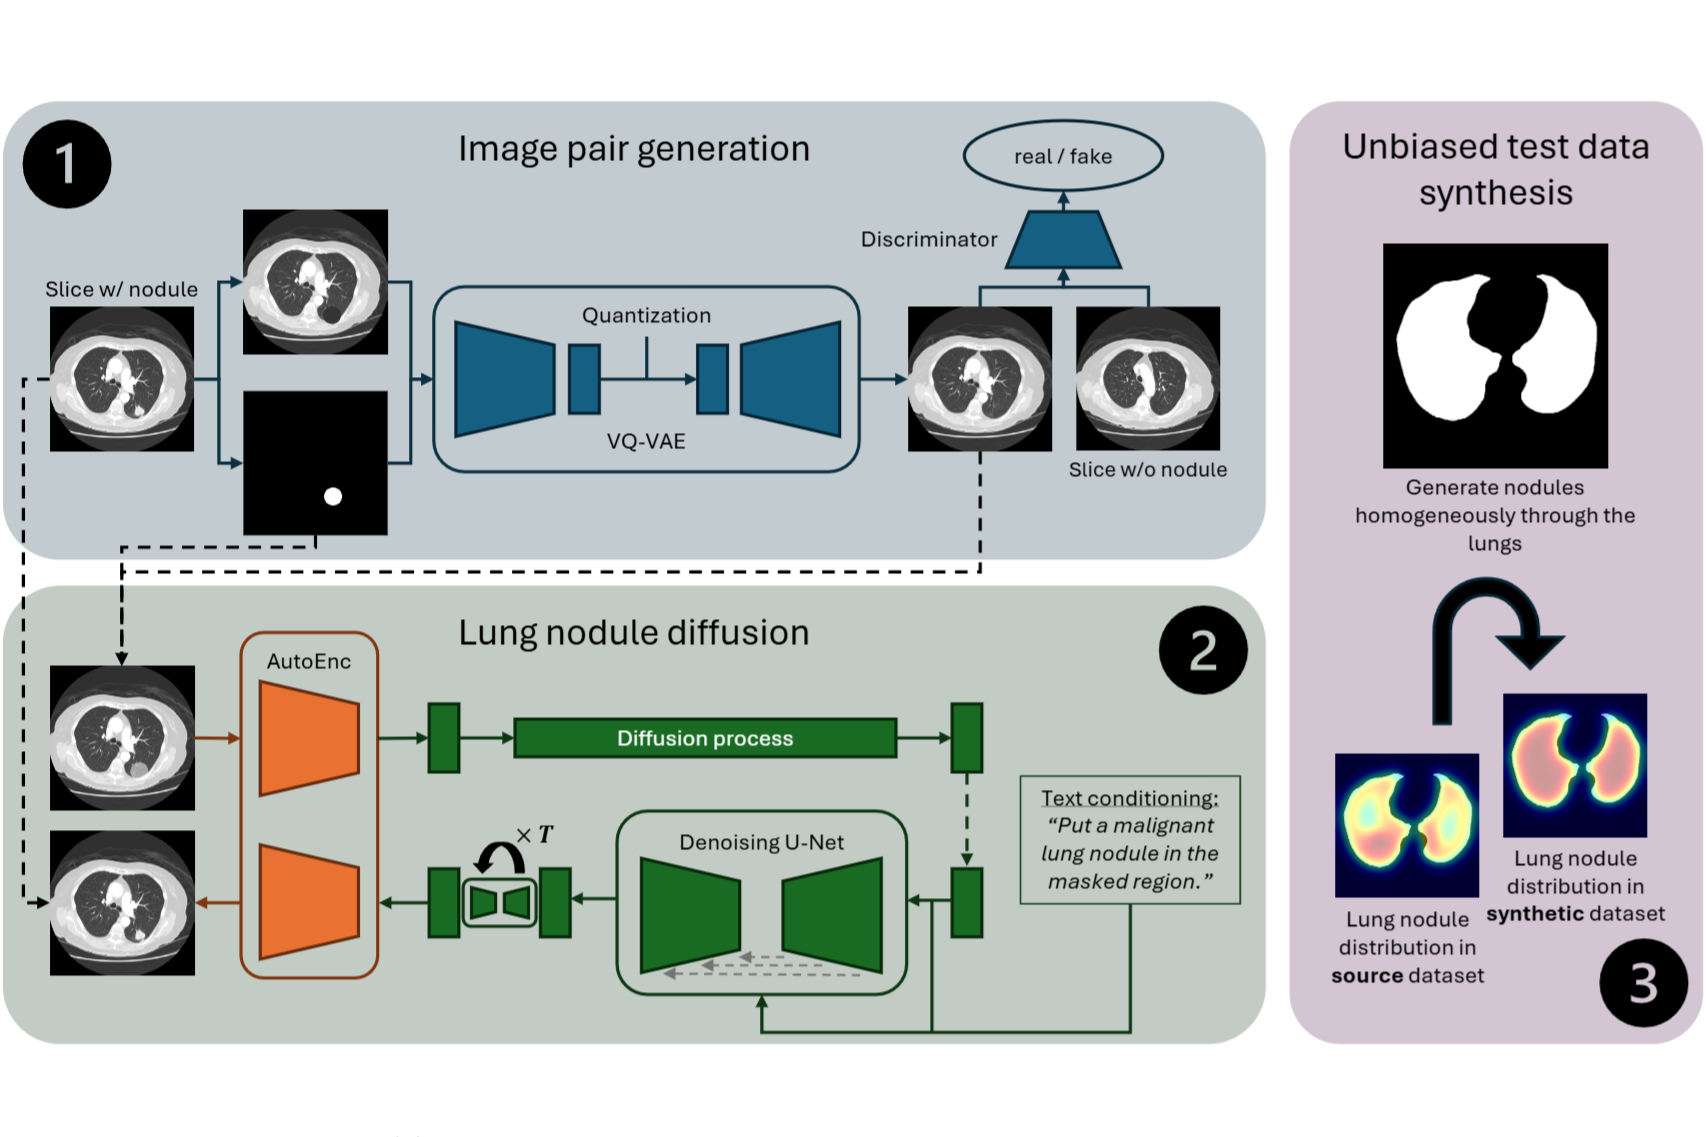 1
Image pair generation
real / fake
Discriminator
Slice w/ nodule
Quantization
VQ-VAE
Slice w/o nodule
Lung nodule diffusion
2
AutoEnc
Diffusion process
Text conditioning:
“Put a malignant
lung nodule in the
masked region.”
× T
Denoising U-Net
Unbiased test data
synthesis
Generate nodules
homogeneously through the
lungs
Lung nodule
distribution in
synthetic dataset
Lung nodule
distribution in
source dataset
3